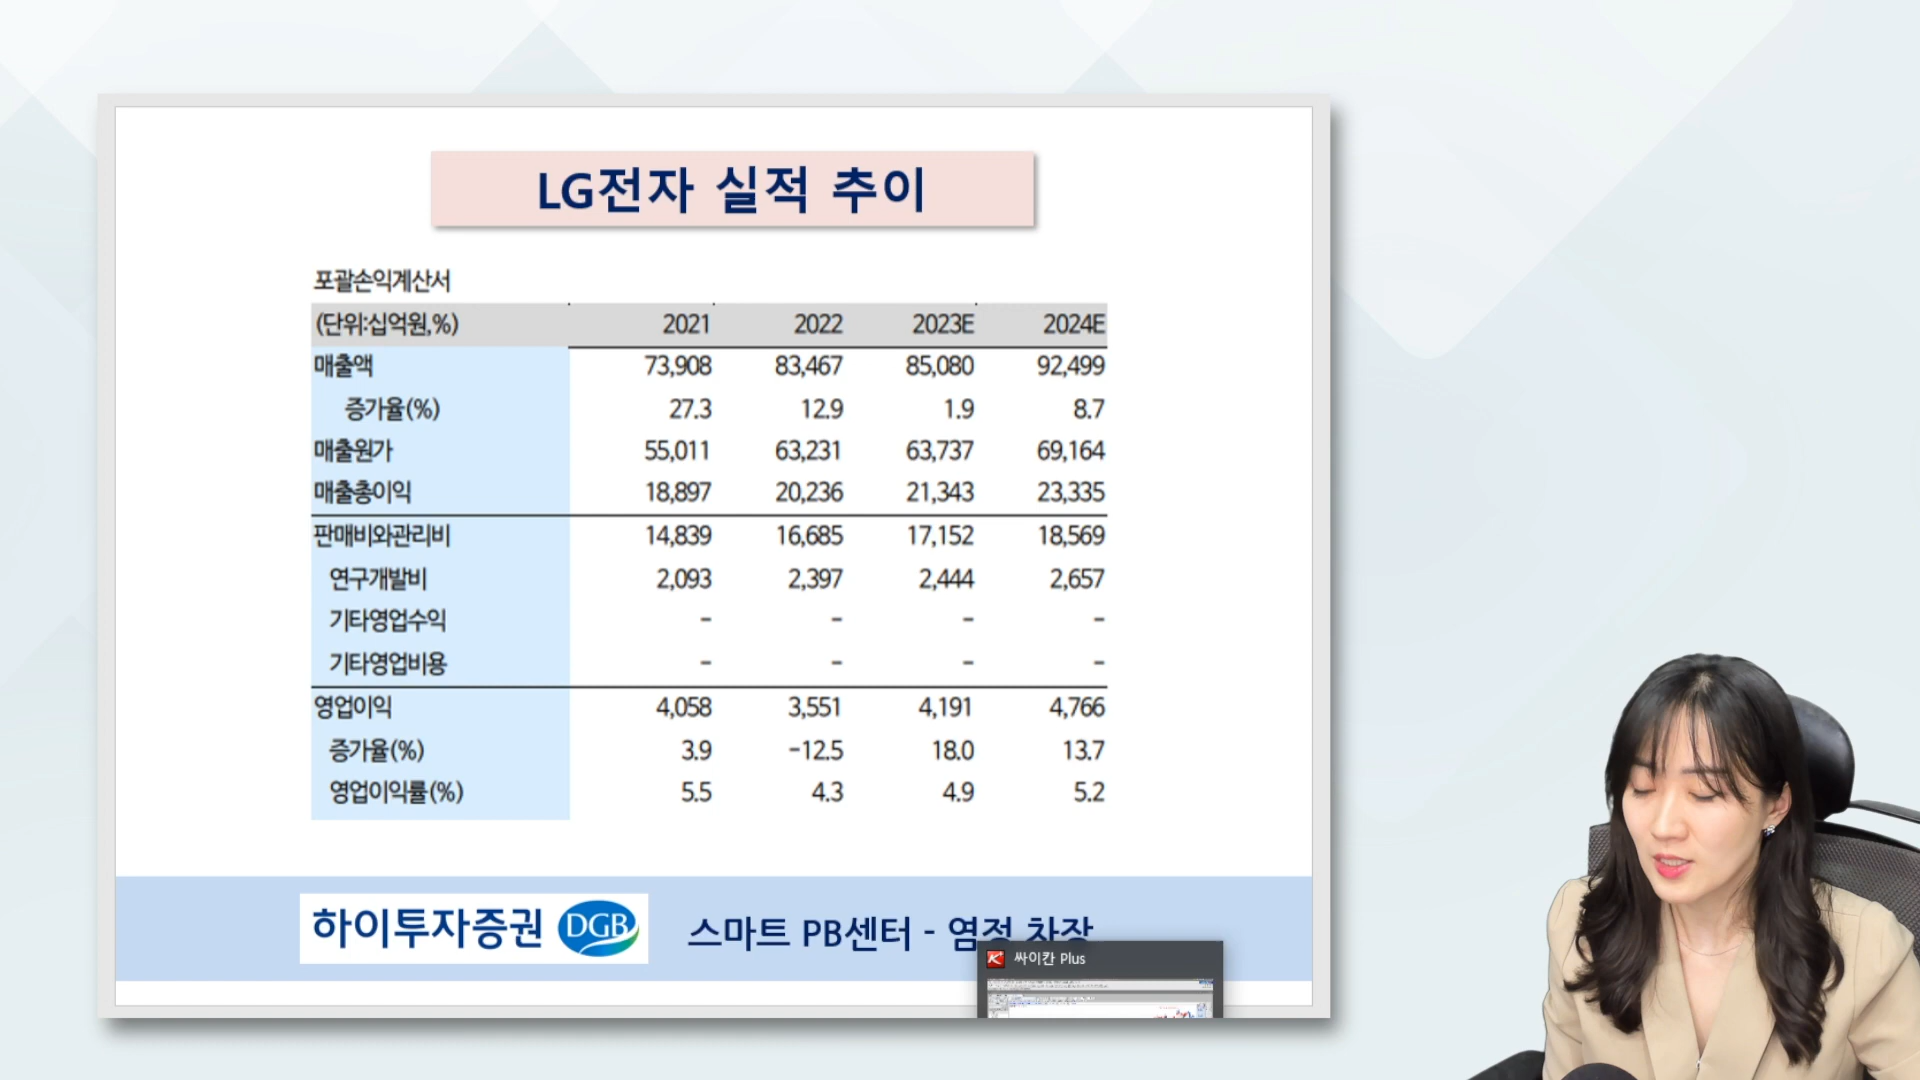 LG전자 실적 추이
포괄손익계산서
(단위:십억원,%) 2021 2022 2023E 2024E
매출액 73,908 83,467 85,080 92,499
증가율(%) 27.3 12.9 1.9 8.7
매출원가 55,011 63,231 63,737 69,164
매출총이익 18,897 20,236 21,343 23,335
판매비와관리비 14,839 16,685 17,152 18,569
연구개발비 2,093 2,397 2,444 2,657
기타영업수익 - - - -
기타영업비용 - - - -
영업이익 4,058 3,551 4,191 4,766
증가율(%) 3.9 -12.5 18.0 13.7
영업이익률(%) 5.5 4.3 4.9 5.2
하이투자증권 DGB 스마트 PB센터 - 염정 차장
싸이칸 Plus